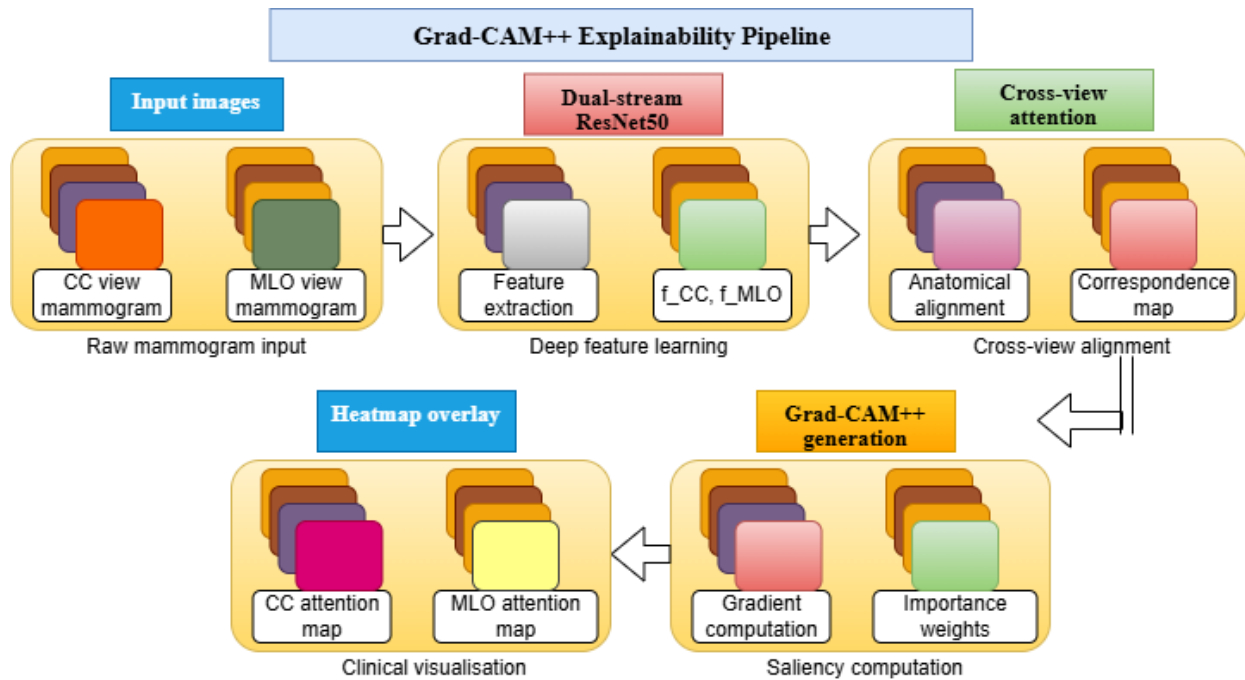 Grad-CAM++ Explainability Pipeline
Input images
Dual-stream
ResNet50
Cross-view
attention
CC view
mammogram
MLO view
mammogram
Feature
extraction
f_CC, f_MLO
Anatomical
alignment
Correspondence
map
Raw mammogram input
Deep feature learning
Cross-view alignment
Heatmap overlay
Grad-CAM++
generation
CC attention
map
MLO attention
map
Gradient
computation
Importance
weights
Clinical visualisation
Saliency computation